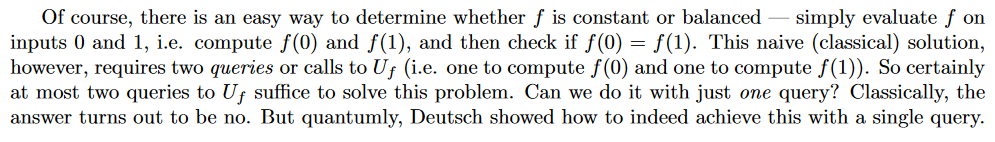 Of course, there is an easy way to determine whether f is constant or balanced — simply evaluate f on
inputs 0 and 1, i.e. compute f(0) and f(1), and then check if f(0) = f(1). This naive (classical) solution,
however, requires two queries or calls to U_f (i.e. one to compute f(0) and one to compute f(1)). So certainly
at most two queries to U_f suffice to solve this problem. Can we do it with just one query? Classically, the
answer turns out to be no. But quantumly, Deutsch showed how to indeed achieve this with a single query.